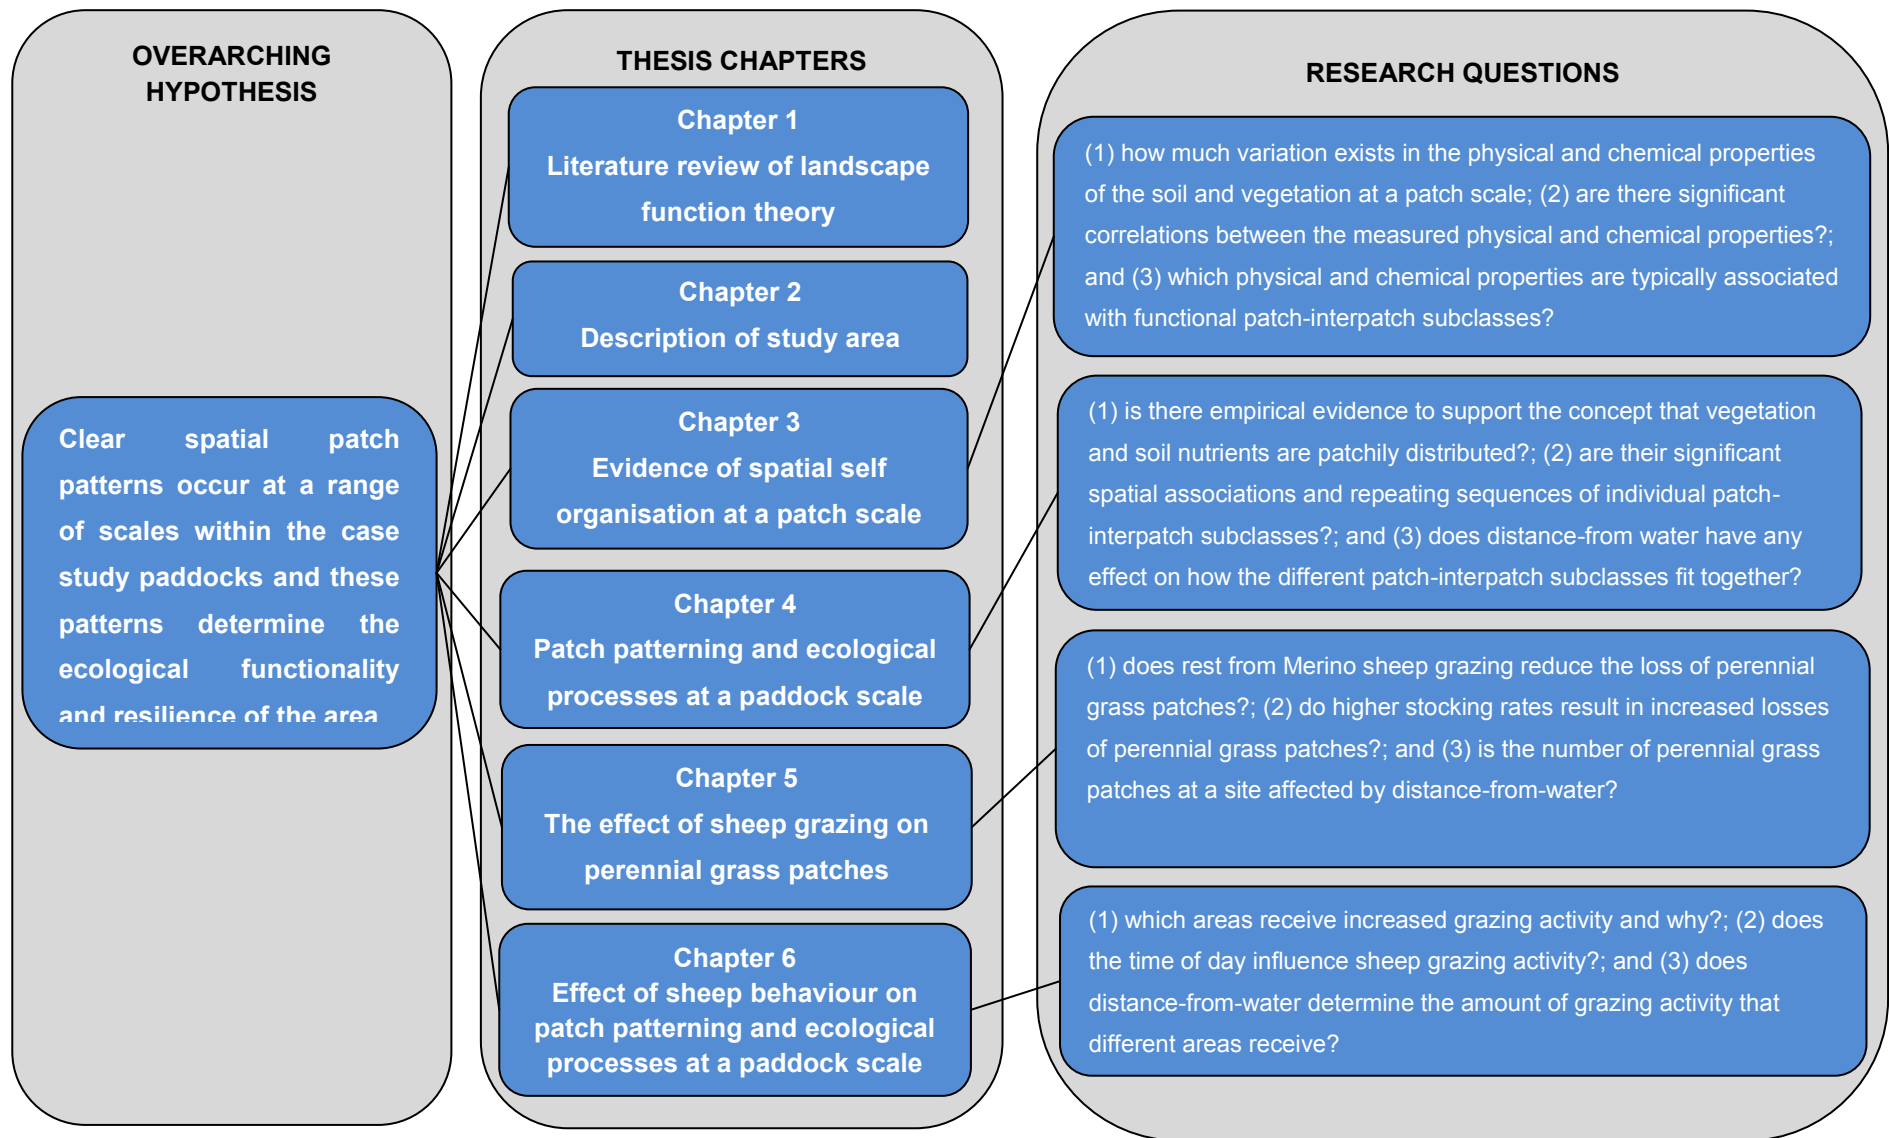 OVERARCHING
HYPOTHESIS
Clear spatial patch
patterns occur at a range
of scales within the case
study paddocks and these
patterns determine the
ecological functionality
and resilience of the area
THESIS CHAPTERS
Chapter 1
Literature review of landscape
function theory
Chapter 2
Description of study area
Chapter 3
Evidence of spatial self
organisation at a patch scale
Chapter 4
Patch patterning and ecological
processes at a paddock scale
Chapter 5
The effect of sheep grazing on
perennial grass patches
Chapter 6
Effect of sheep behaviour on
patch patterning and ecological
processes at a paddock scale
RESEARCH QUESTIONS
(1) how much variation exists in the physical and chemical properties
of the soil and vegetation at a patch scale; (2) are there significant
correlations between the measured physical and chemical properties?;
and (3) which physical and chemical properties are typically associated
with functional patch-interpatch subclasses?
(1) is there empirical evidence to support the concept that vegetation
and soil nutrients are patchily distributed?; (2) are their significant
spatial associations and repeating sequences of individual patch-
interpatch subclasses?; and (3) does distance-from water have any
effect on how the different patch-interpatch subclasses fit together?
(1) does rest from Merino sheep grazing reduce the loss of perennial
grass patches?; (2) do higher stocking rates result in increased losses
of perennial grass patches?; and (3) is the number of perennial grass
patches at a site affected by distance-from-water?
(1) which areas receive increased grazing activity and why?; (2) does
the time of day influence sheep grazing activity?; and (3) does
distance-from-water determine the amount of grazing activity that
different areas receive?